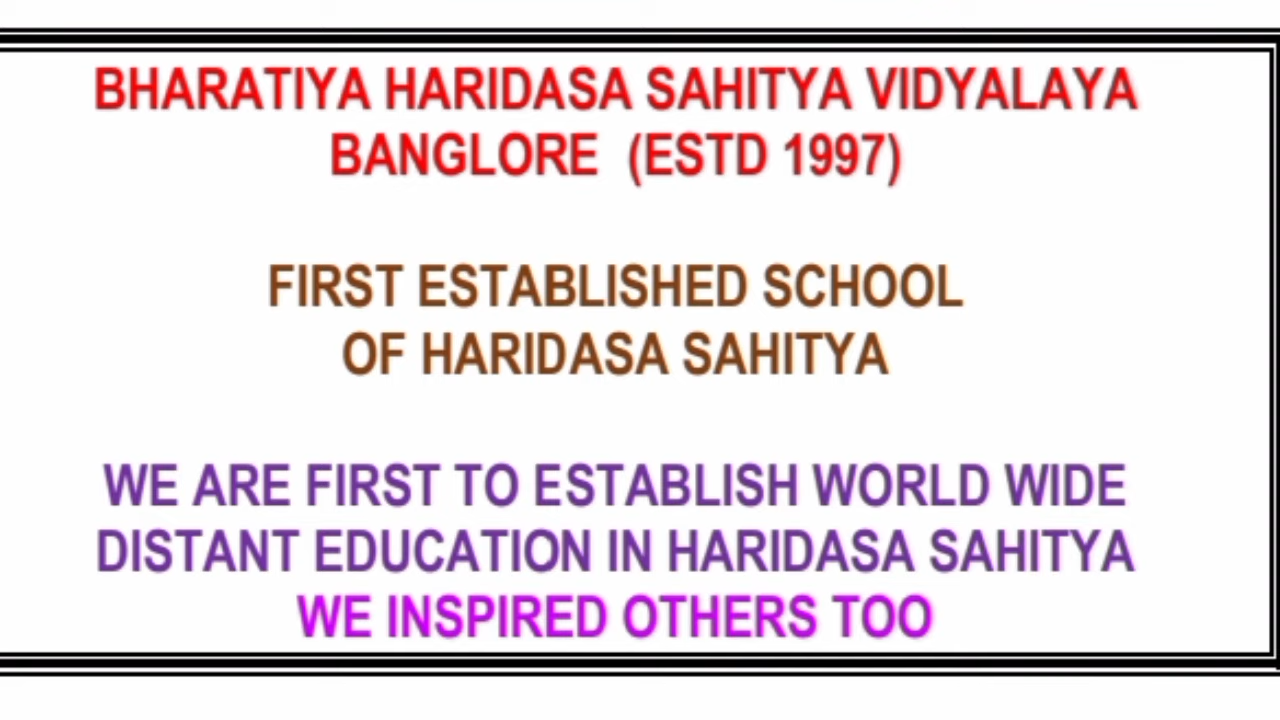 BHARATIYA HARIDASA SAHITYA VIDYALAYA
BANGLORE (ESTD 1997)
FIRST ESTABLISHED SCHOOL
OF HARIDASA SAHITYA
WE ARE FIRST TO ESTABLISH WORLD WIDE
DISTANT EDUCATION IN HARIDASA SAHITYA
WE INSPIRED OTHERS TOO